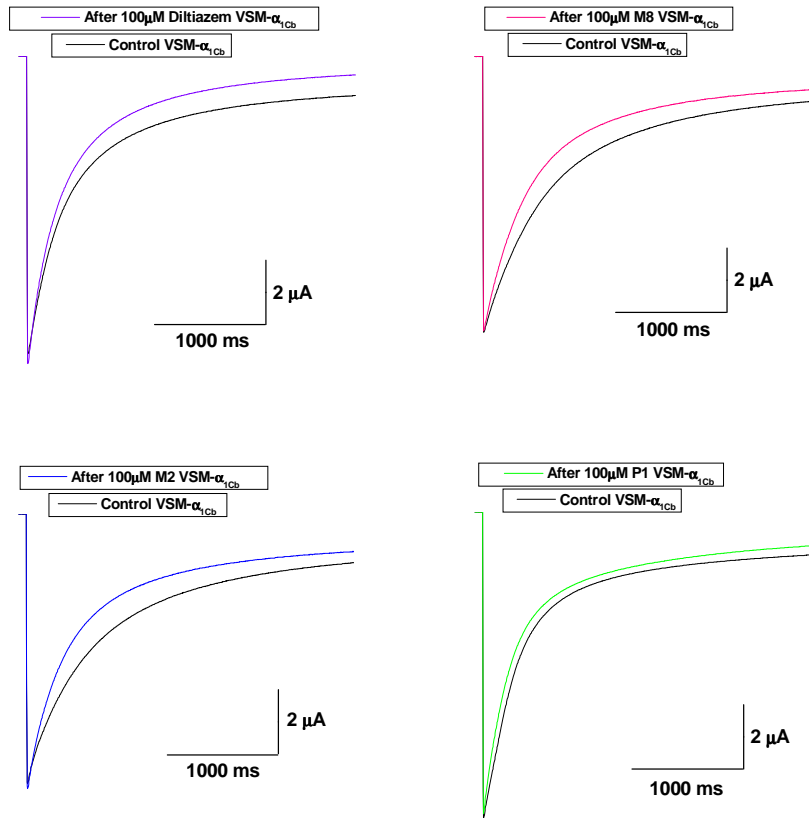 After 100μM Diltiazem VSM-α1Cb
Control VSM-α1Cb
2 μA
1000 ms
After 100μM M8 VSM-α1Cb
Control VSM-α1Cb
2 μA
1000 ms
After 100μM M2 VSM-α1Cb
Control VSM-α1Cb
2 μA
1000 ms
After 100μM P1 VSM-α1Cb
Control VSM-α1Cb
2 μA
1000 ms